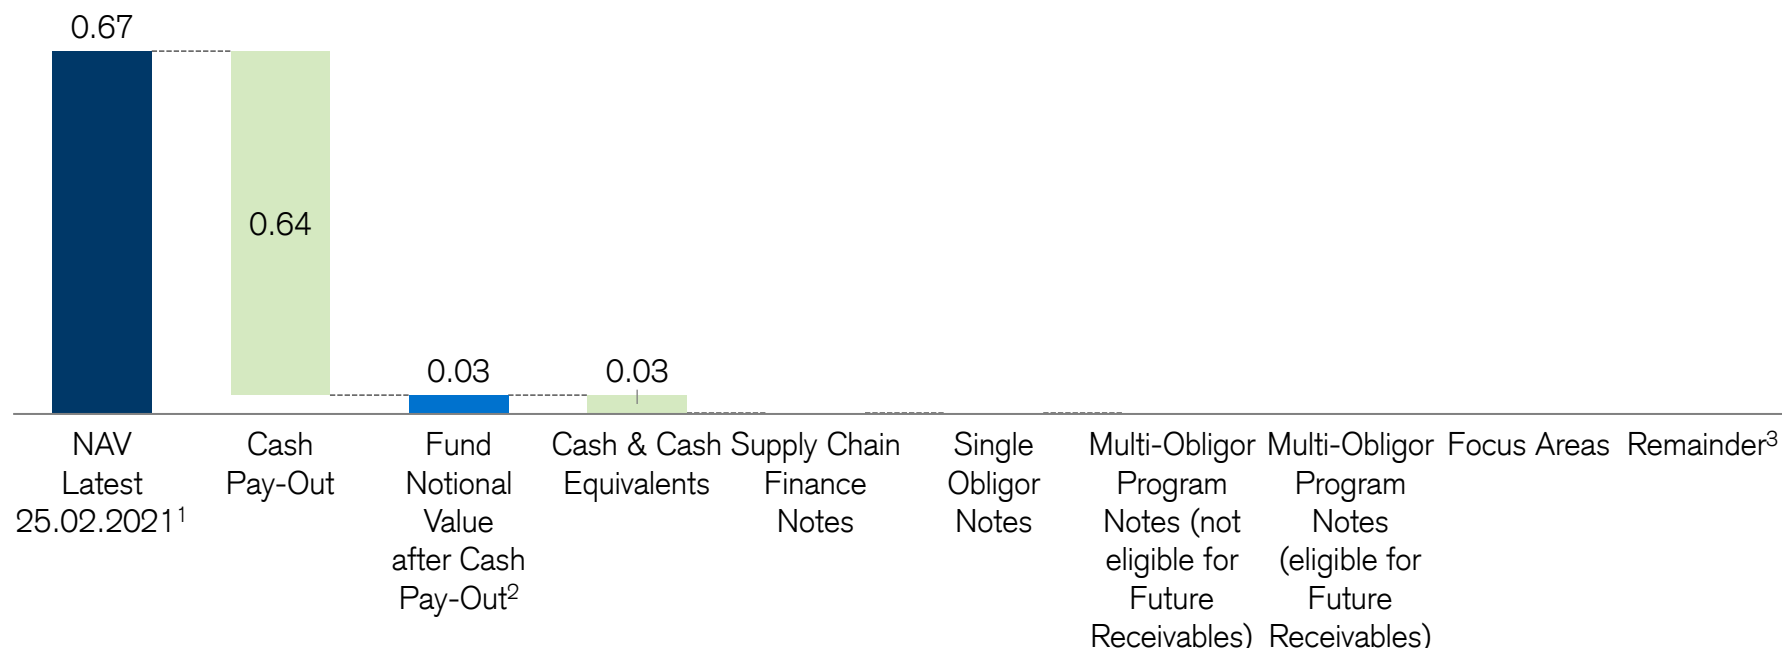 0.67
0.64
0.03
0.03
NAV
Latest
25.02.2021¹
Cash
Pay-Out
Fund
Notional
Value
after Cash
Pay-Out²
Cash & Cash
Equivalents
Supply Chain
Finance
Notes
Single
Obligor
Notes
Multi-Obligor
Program
Notes (not
eligible for
Future
Receivables)
Multi-Obligor
Program
Notes
(eligible for
Future
Receivables)
Focus Areas
Remainder³